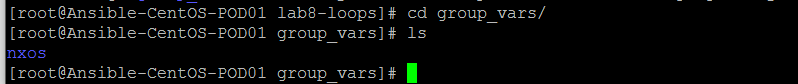 [root@Ansible-CentOS-POD01 lab8-loops]# cd group_vars/
[root@Ansible-CentOS-POD01 group_vars]# ls
nxos
[root@Ansible-CentOS-POD01 group_vars]#